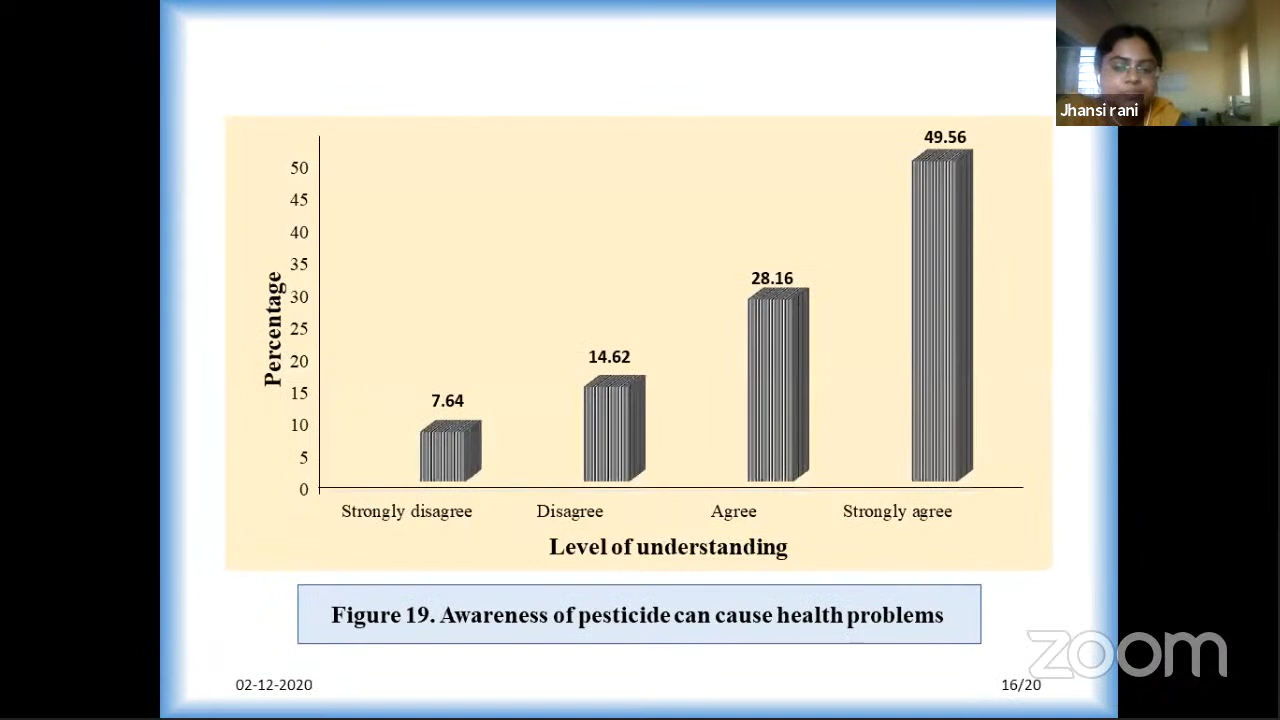 Jhansi rani
49.56
50
45
40
35
28.16
30
Percentage
25
14.62
20
15
7.64
10
5
0
Strongly disagree
Disagree
Agree
Strongly agree
Level of understanding
Figure 19. Awareness of pesticide can cause health problems
zoom
02-12-2020
16/20